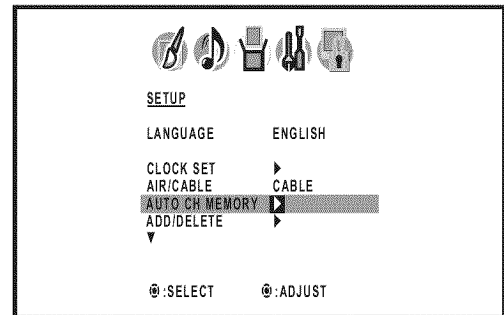 SETUP
LANGUAGE ENGLISH
CLOCK SET ▶
AIR/CABLE CABLE
AUTO CH MEMORY ▶
ADD/DELETE ▶
▼
:SELECT :ADJUST